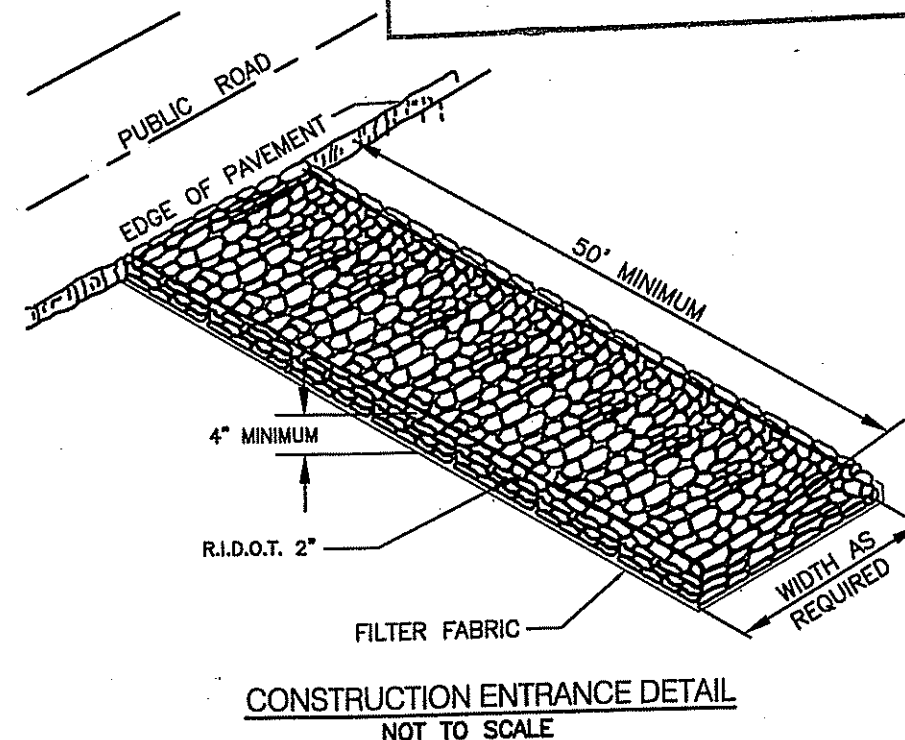 PUBLIC ROAD
EDGE OF PAVEMENT
50' MINIMUM
4" MINIMUM
R.I.D.O.T. 2"
WIDTH AS
REQUIRED
FILTER FABRIC
CONSTRUCTION ENTRANCE DETAIL
NOT TO SCALE